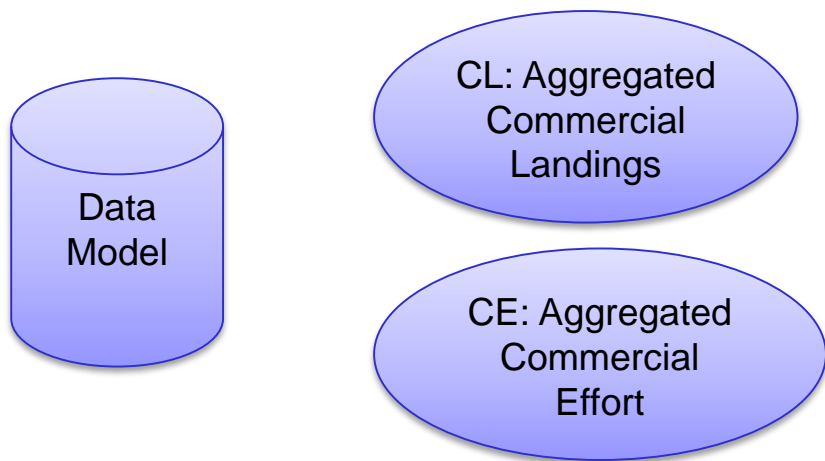 Data
Model
CL: Aggregated
Commercial
Landings
CE: Aggregated
Commercial
Effort